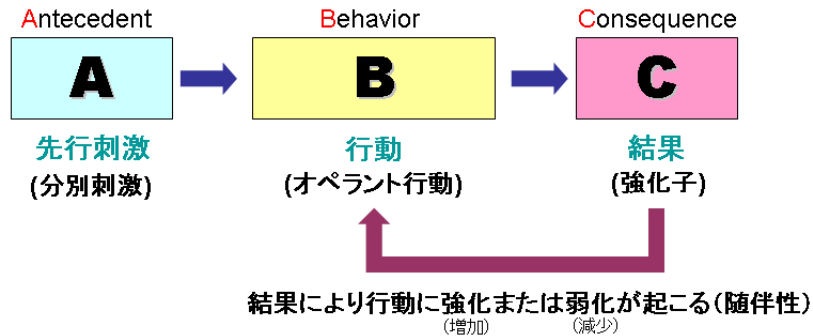 Antecedent Behavior Consequence
A B C
先行刺激 行動 結果
(分別刺激) (オペラント行動) (強化子)
結果により行動に強化または弱化が起こる(随伴性)
(増加) (減少)